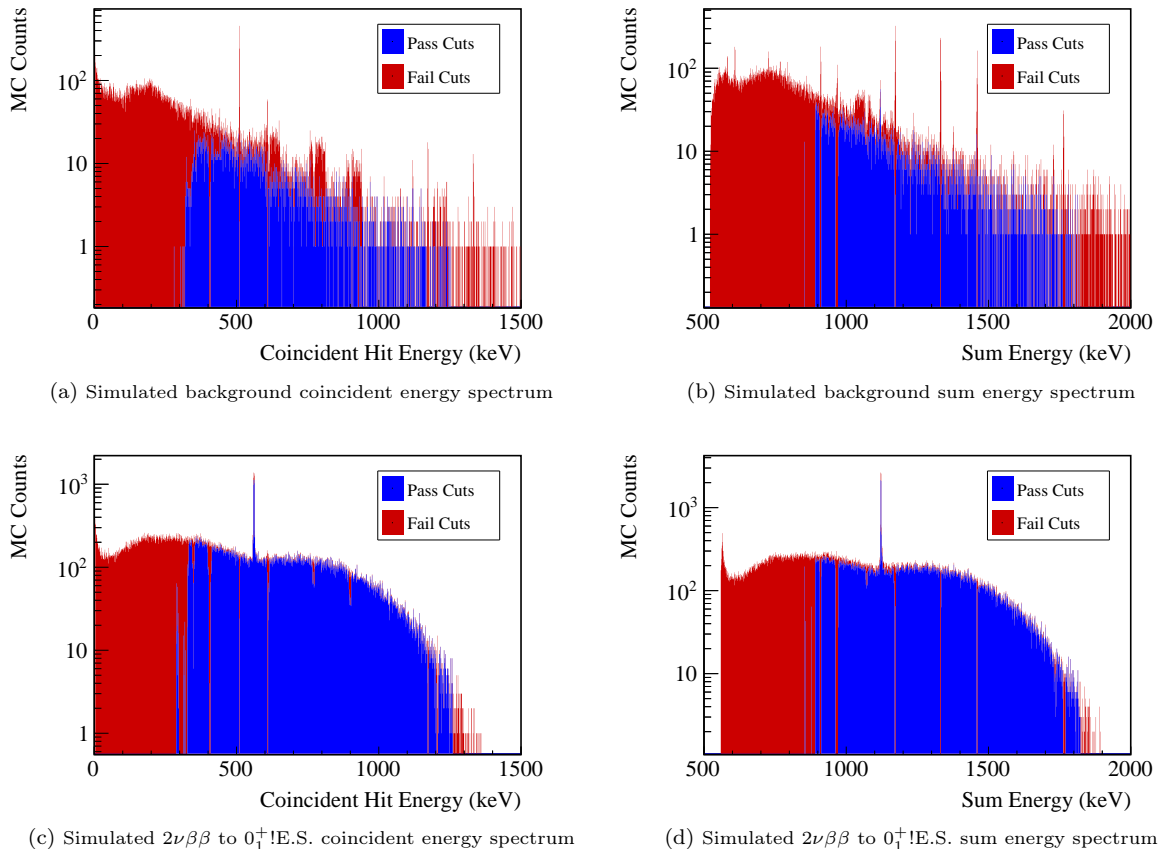 MC Counts
10²
10
1
Pass Cuts
Fail Cuts
0 500 1000 1500
Coincident Hit Energy (keV)
(a) Simulated background coincident energy spectrum
MC Counts
10²
10
1
Pass Cuts
Fail Cuts
500 1000 1500 2000
Sum Energy (keV)
(b) Simulated background sum energy spectrum
MC Counts
10³
10²
10
1
Pass Cuts
Fail Cuts
0 500 1000 1500
Coincident Hit Energy (keV)
(c) Simulated 2νββ to 0₁⁺!E.S. coincident energy spectrum
MC Counts
10³
10²
10
Pass Cuts
Fail Cuts
500 1000 1500 2000
Sum Energy (keV)
(d) Simulated 2νββ to 0₁⁺!E.S. sum energy spectrum